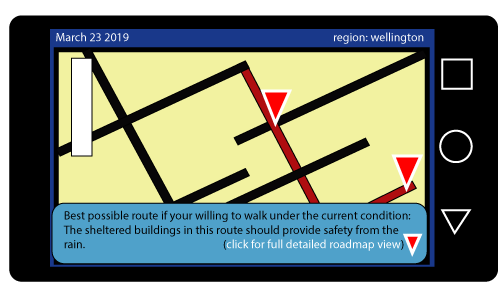 March 23 2019 region: wellington
Best possible route if your willing to walk under the current condition:
The sheltered buildings in this route should provide safety from the
rain. (click for full detailed roadmap view)